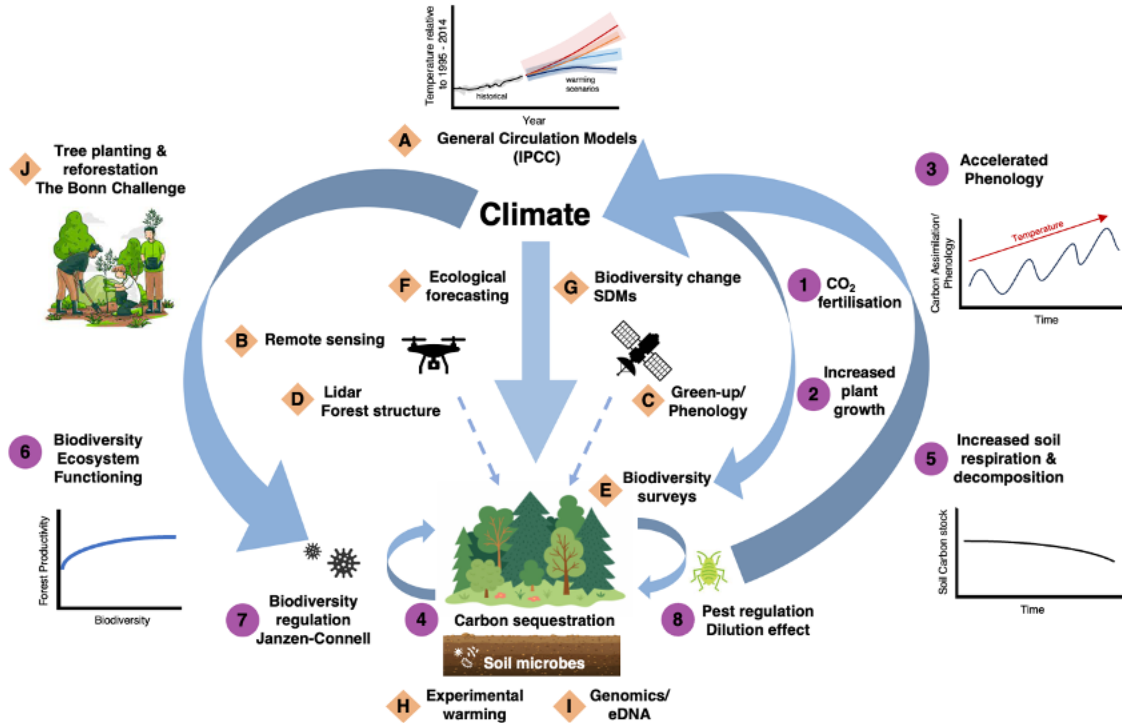 Temperature relative
to 1995 - 2014
historical
warming
scenarios
Year
A
General Circulation Models
(IPCC)
J
Tree planting &
reforestation
The Bonn Challenge
3
Accelerated
Phenology
Climate
Carbon Assimilation/
Phenology
Temperature
Time
F
Ecological
forecasting
G
Biodiversity change
SDMs
1
CO₂
fertilisation
B
Remote sensing
D
Lidar
Forest structure
C
Green-up/
Phenology
2
Increased
plant
growth
6
Biodiversity
Ecosystem
Functioning
5
Increased soil
respiration &
decomposition
E
Biodiversity
surveys
Forest Productivity
Biodiversity
Soil Carbon stock
Time
7
Biodiversity
regulation
Janzen-Connell
4
Carbon sequestration
8
Pest regulation
Dilution effect
Soil microbes
H
Experimental
warming
I
Genomics/
eDNA